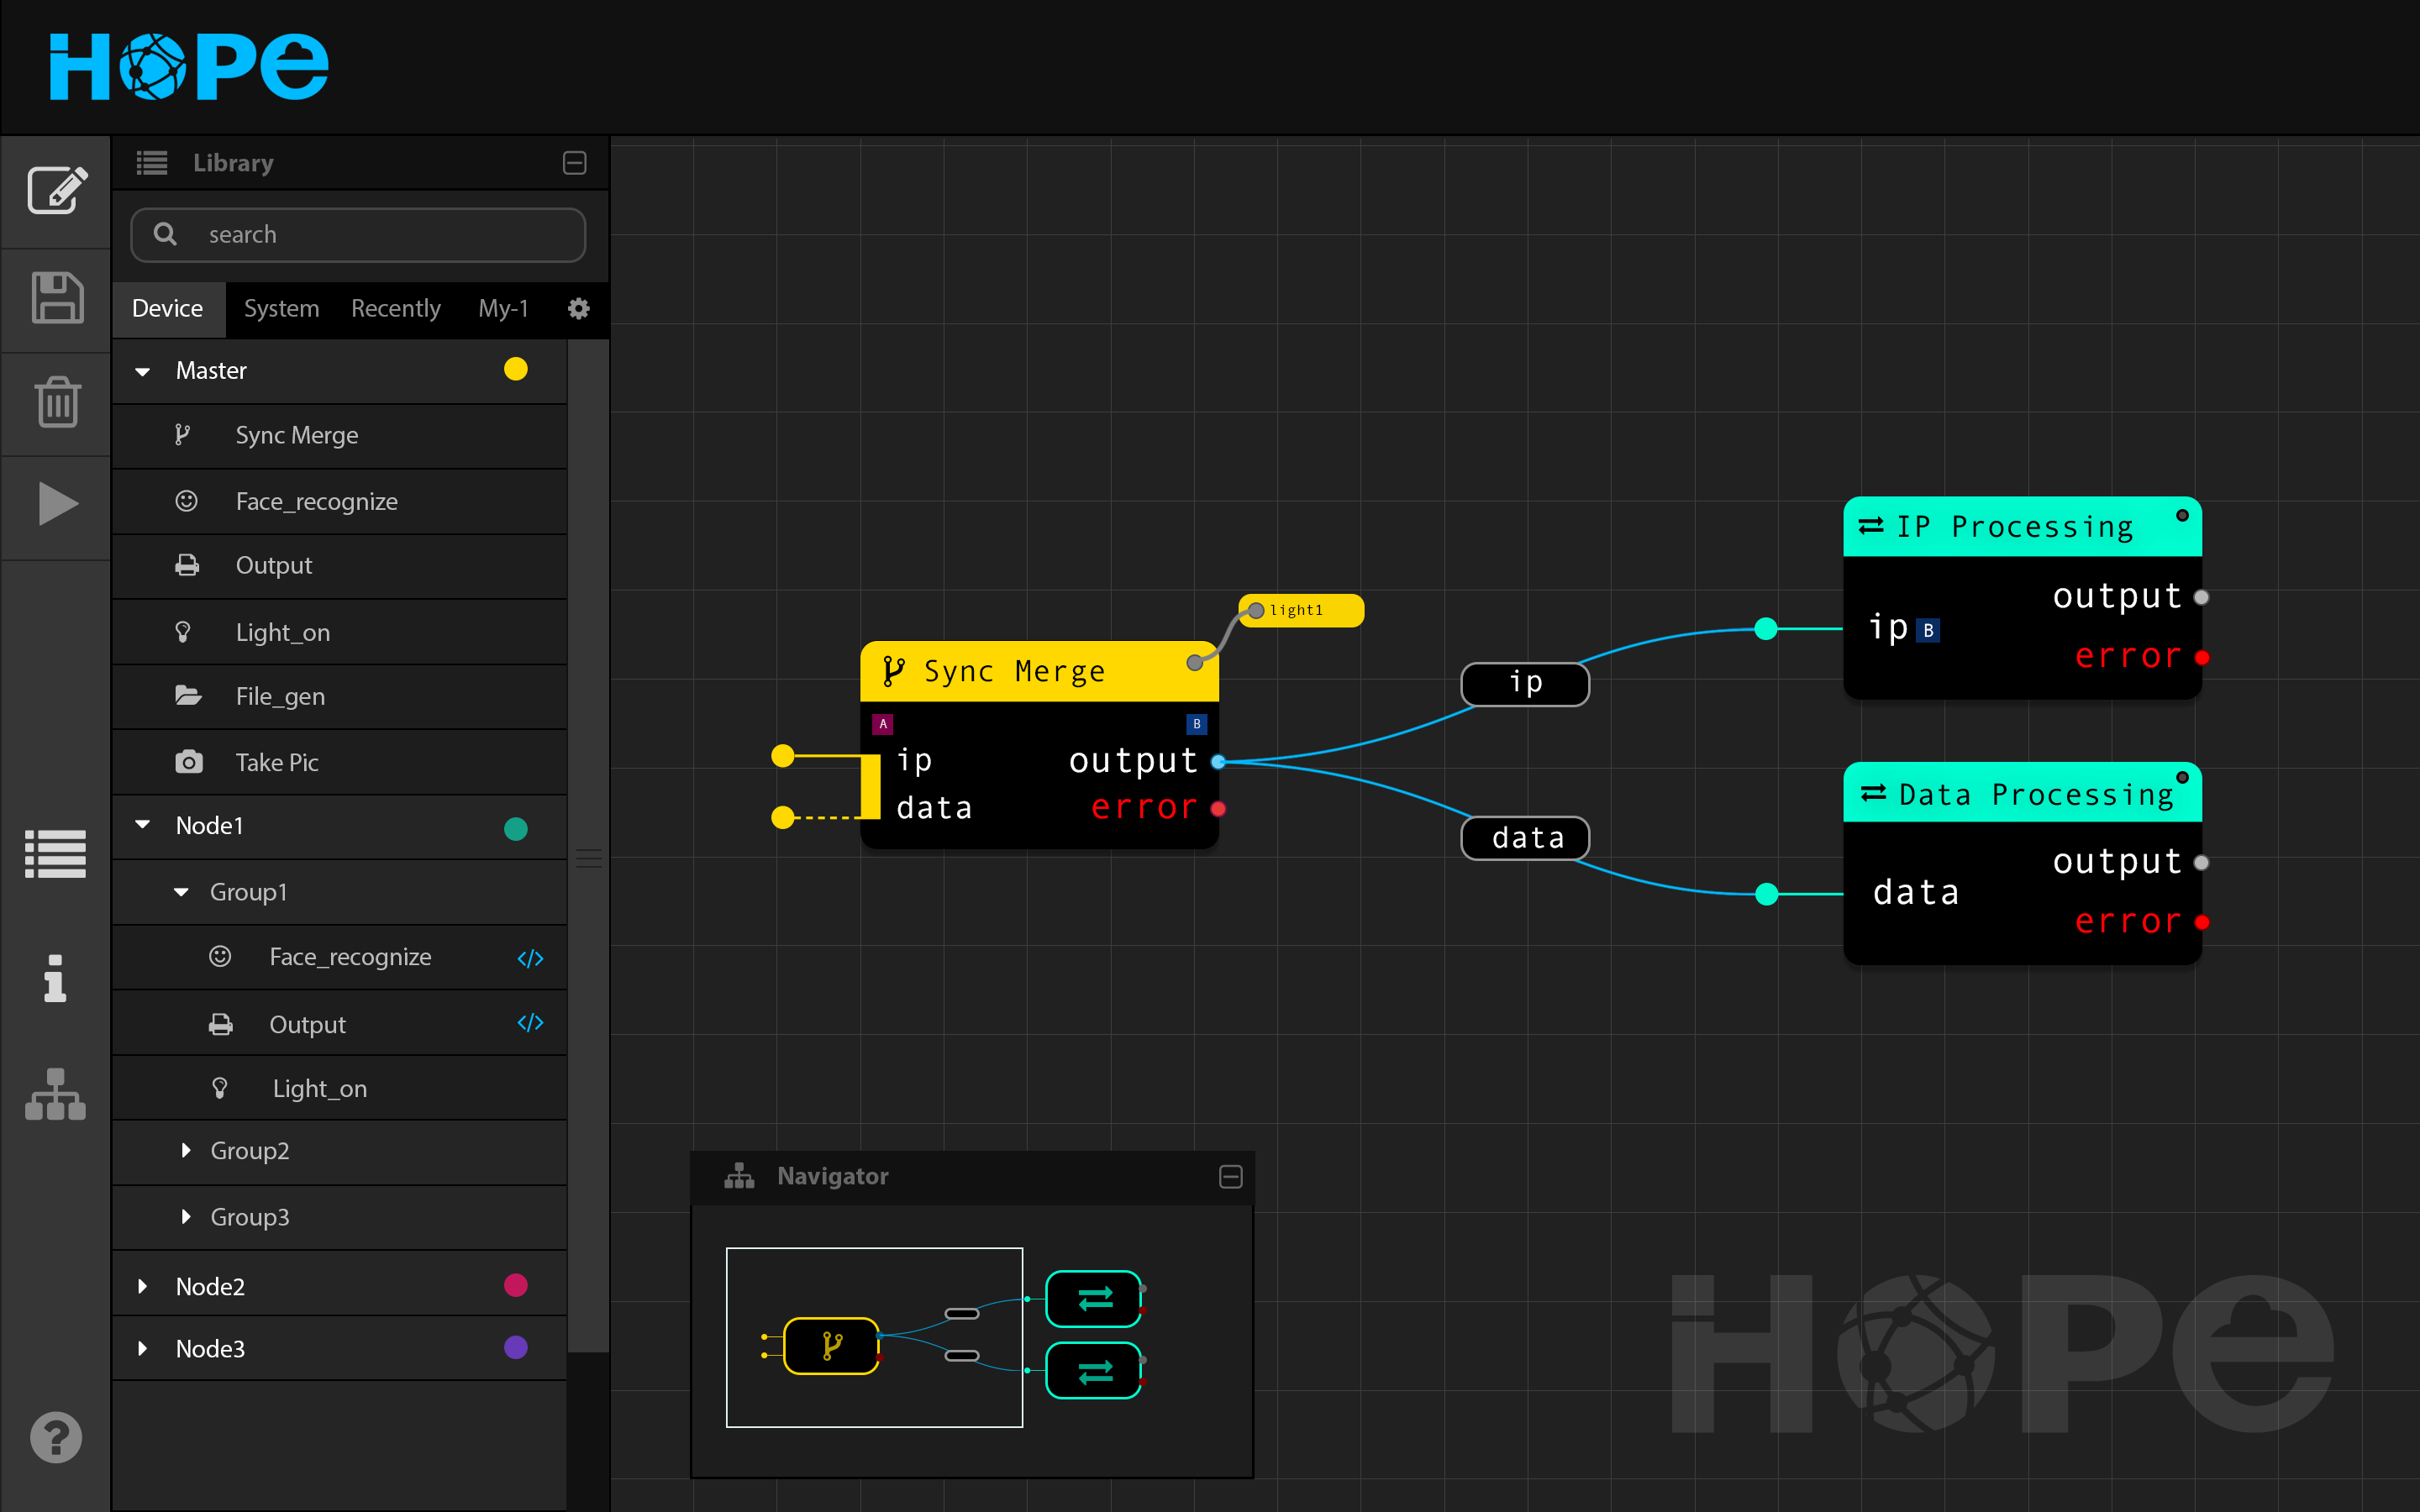 HOPe
Library
search
Device System Recently My-1
Master
Sync Merge
Face_recognize
Output
Light_on
File_gen
Take Pic
Node1
Group1
Face_recognize </>
Output </>
Light_on
Group2
Group3
Node2
Node3
light1
Sync Merge
A B
ip output
data error
ip
data
IP Processing
output
ip B
error
Data Processing
output
data
error
Navigator
HOPe